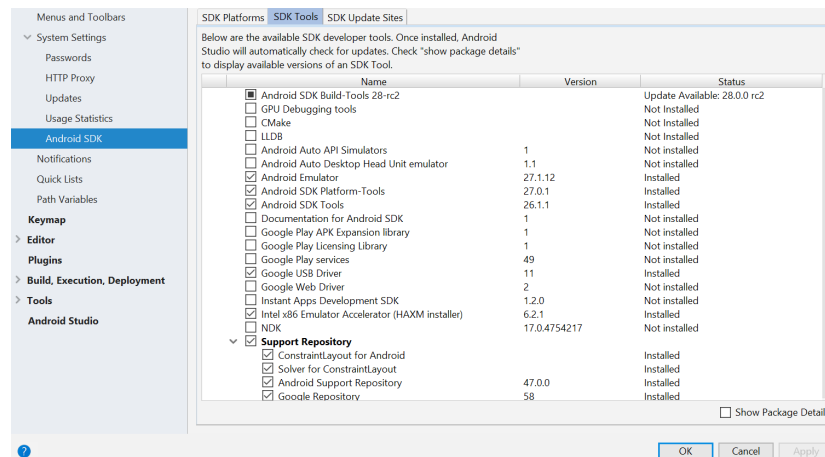 Menus and Toolbars
System Settings
Passwords
HTTP Proxy
Updates
Usage Statistics
Android SDK
Notifications
Quick Lists
Path Variables
Keymap
Editor
Plugins
Build, Execution, Deployment
Tools
Android Studio
SDK Platforms SDK Tools SDK Update Sites
Below are the available SDK developer tools. Once installed, Android
Studio will automatically check for updates. Check "show package details"
to display available versions of an SDK Tool.
Name Version Status
Android SDK Build-Tools 28-rc2 Update Available: 28.0.0 rc2
GPU Debugging tools Not Installed
CMake Not Installed
LLDB Not Installed
Android Auto API Simulators 1 Not installed
Android Auto Desktop Head Unit emulator 1.1 Not installed
Android Emulator 27.1.12 Installed
Android SDK Platform-Tools 27.0.1 Installed
Android SDK Tools 26.1.1 Installed
Documentation for Android SDK 1 Not installed
Google Play APK Expansion library 1 Not installed
Google Play Licensing Library 1 Not installed
Google Play services 49 Not installed
Google USB Driver 11 Installed
Google Web Driver 2 Not installed
Instant Apps Development SDK 1.2.0 Not installed
Intel x86 Emulator Accelerator (HAXM installer) 6.2.1 Installed
NDK 17.0.4754217 Not installed
Support Repository
ConstraintLayout for Android Installed
Solver for ConstraintLayout Installed
Android Support Repository 47.0.0 Installed
Google Repository 58 Installed
Show Package Detail
? OK Cancel Apply